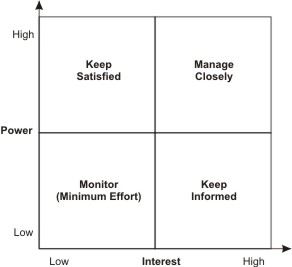 High
Keep
Satisfied
Manage
Closely
Power
Monitor
(Minimum Effort)
Keep
Informed
Low
Low
Interest
High